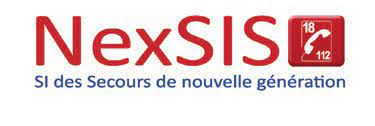 NexSIS 18
112
SI des Secours de nouvelle génération